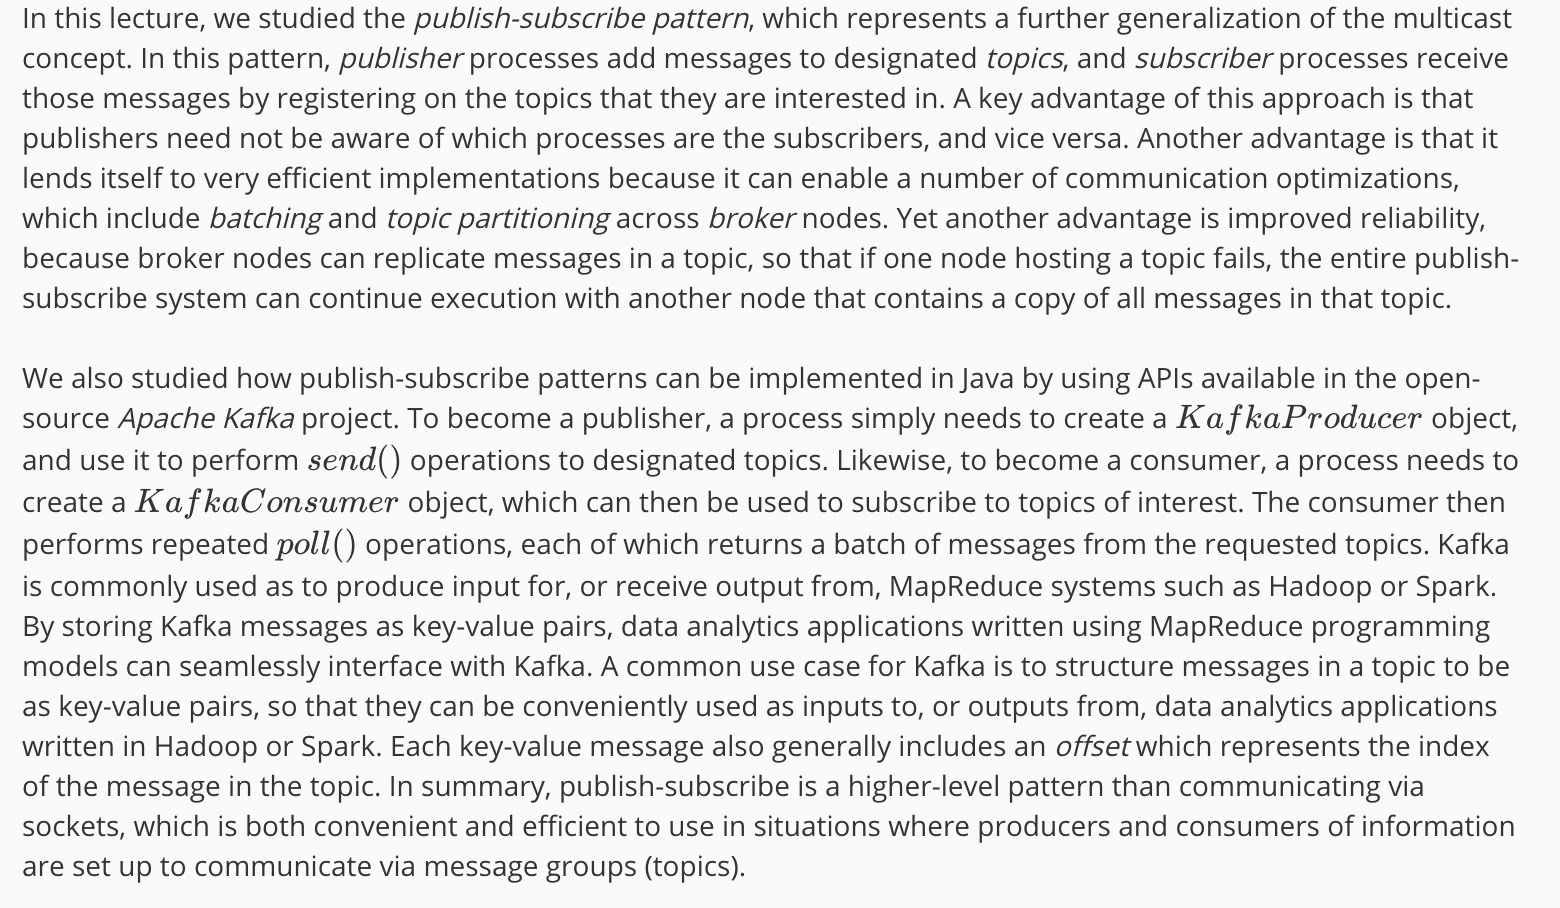 In this lecture, we studied the publish-subscribe pattern, which represents a further generalization of the multicast
concept. In this pattern, publisher processes add messages to designated topics, and subscriber processes receive
those messages by registering on the topics that they are interested in. A key advantage of this approach is that
publishers need not be aware of which processes are the subscribers, and vice versa. Another advantage is that it
lends itself to very efficient implementations because it can enable a number of communication optimizations,
which include batching and topic partitioning across broker nodes. Yet another advantage is improved reliability,
because broker nodes can replicate messages in a topic, so that if one node hosting a topic fails, the entire publish-
subscribe system can continue execution with another node that contains a copy of all messages in that topic.
We also studied how publish-subscribe patterns can be implemented in Java by using APIs available in the open-
source Apache Kafka project. To become a publisher, a process simply needs to create a KafkaProducer object,
and use it to perform send() operations to designated topics. Likewise, to become a consumer, a process needs to
create a KafkaConsumer object, which can then be used to subscribe to topics of interest. The consumer then
performs repeated poll() operations, each of which returns a batch of messages from the requested topics. Kafka
is commonly used as to produce input for, or receive output from, MapReduce systems such as Hadoop or Spark.
By storing Kafka messages as key-value pairs, data analytics applications written using MapReduce programming
models can seamlessly interface with Kafka. A common use case for Kafka is to structure messages in a topic to be
as key-value pairs, so that they can be conveniently used as inputs to, or outputs from, data analytics applications
written in Hadoop or Spark. Each key-value message also generally includes an offset which represents the index
of the message in the topic. In summary, publish-subscribe is a higher-level pattern than communicating via
sockets, which is both convenient and efficient to use in situations where producers and consumers of information
are set up to communicate via message groups (topics).